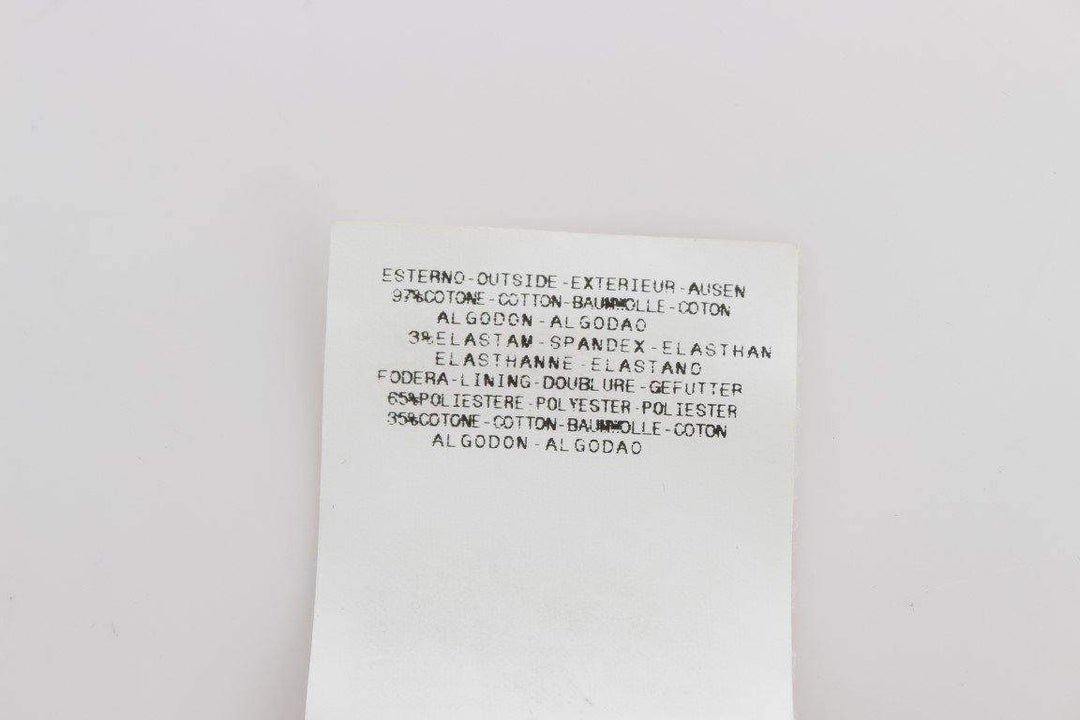 ESTERNO-OUTSIDE-EXTERIEUR-AUSEN
97%COTONE-COTTON-BAUMWOLLE-COTON
ALGODON-ALGODAO
3%ELASTAM-SPANDEX-ELASTHAN
ELASTHANNE-ELASTANO
FODERA-LINING-DOUBLURE-GEFUTTER
65%POLIESTERE-POLYESTER-POLIESTER
35%COTONE-COTTON-BAUMWOLLE-COTON
ALGODON-ALGODAO